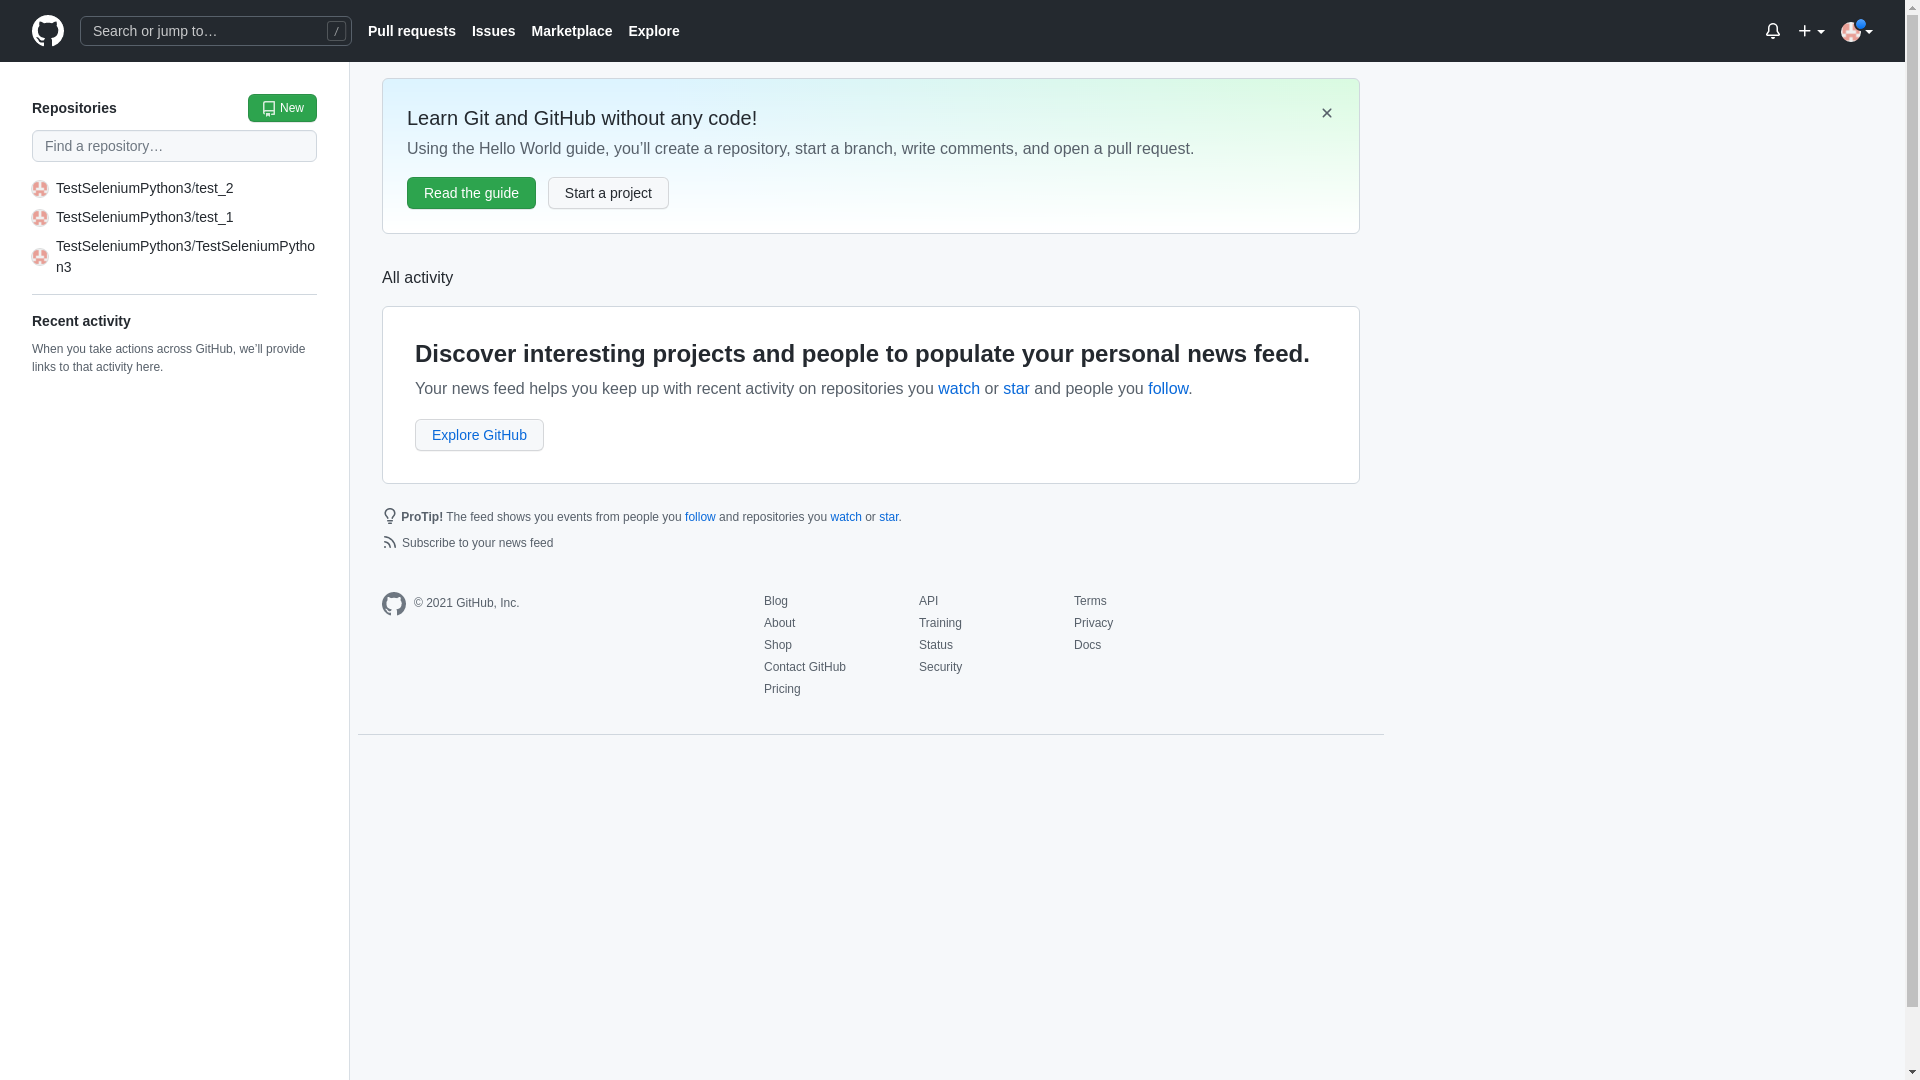 Search or jump to…
/
Pull requests
Issues
Marketplace
Explore
Repositories
New
Find a repository…
TestSeleniumPython3/test_2
TestSeleniumPython3/test_1
TestSeleniumPython3/TestSeleniumPytho
n3
Recent activity
When you take actions across GitHub, we’ll provide
links to that activity here.
Learn Git and GitHub without any code!
Using the Hello World guide, you’ll create a repository, start a branch, write comments, and open a pull request.
Read the guide
Start a project
All activity
Discover interesting projects and people to populate your personal news feed.
Your news feed helps you keep up with recent activity on repositories you watch or star and people you follow.
Explore GitHub
ProTip! The feed shows you events from people you follow and repositories you watch or star.
Subscribe to your news feed
© 2021 GitHub, Inc.
Blog
About
Shop
Contact GitHub
Pricing
API
Training
Status
Security
Terms
Privacy
Docs